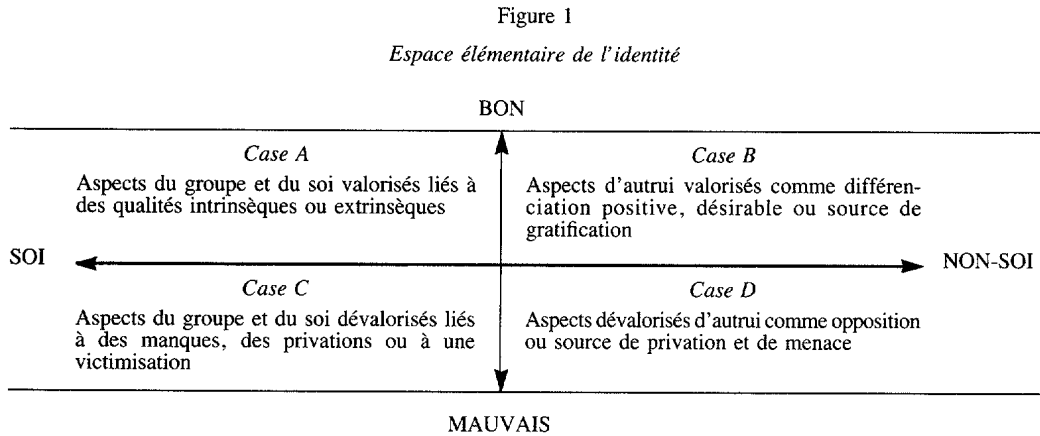 Figure 1
Espace élémentaire de l'identité
BON
Case A
Aspects du groupe et du soi valorisés liés à
des qualités intrinsèques ou extrinsèques
Case B
Aspects d'autrui valorisés comme différen-
ciation positive, désirable ou source de
gratification
SOI
NON-SOI
Case C
Aspects du groupe et du soi dévalorisés liés
à des manques, des privations ou à une
victimisation
Case D
Aspects dévalorisés d'autrui comme opposition
ou source de privation et de menace
MAUVAIS